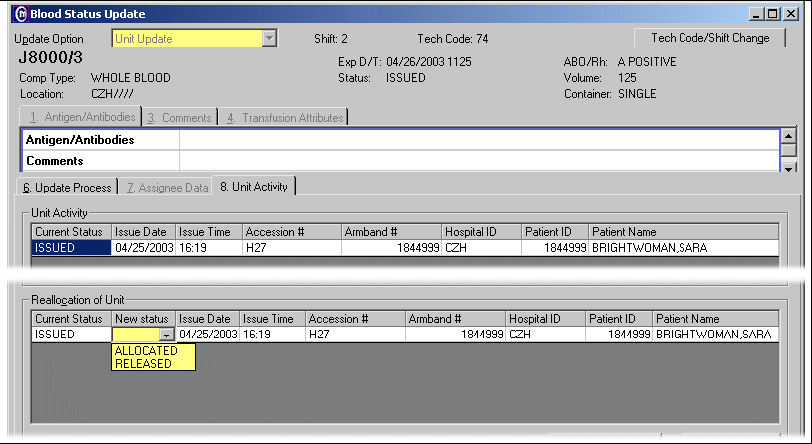 Blood Status Update
Update Option Unit Update Shift: 2 Tech Code: 74 Tech Code/Shift Change
J8000/3 Exp D/T: 04/26/2003 1125 ABO/Rh: A POSITIVE
Comp Type: WHOLE BLOOD Status: ISSUED Volume: 125
Location: CZH//// Container: SINGLE
1. Antigen/Antibodies 3. Comments 4. Transfusion Attributes
Antigen/Antibodies
Comments
6. Update Process 7. Assignee Data 8. Unit Activity
Unit Activity
Current Status Issue Date Issue Time Accession # Armband # Hospital ID Patient ID Patient Name
ISSUED 04/25/2003 16:19 H27 1844999 CZH 1844999 BRIGHTWOMAN,SARA
Reallocation of Unit
Current Status New status Issue Date Issue Time Accession # Armband # Hospital ID Patient ID Patient Name
ISSUED 04/25/2003 16:19 H27 1844999 CZH 1844999 BRIGHTWOMAN,SARA
ALLOCATED
RELEASED